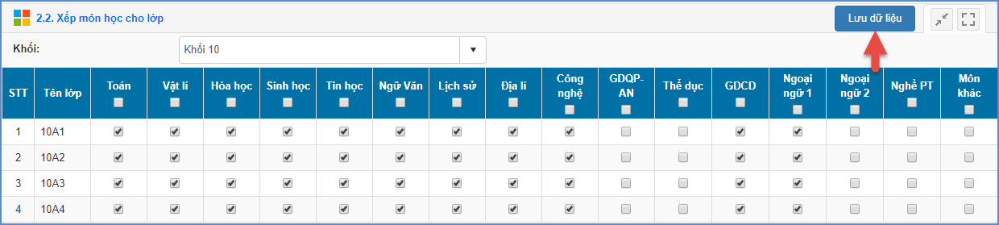 2.2. Xếp môn học cho lớp Lưu dữ liệu
Khối: Khối 10
STT Tên lớp Toán Vật lí Hóa học Sinh học Tin học Ngữ Văn Lịch sử Địa lí Công nghệ GDQP-AN Thể dục GDCD Ngoại ngữ 1 Ngoại ngữ 2 Nghề PT Môn khác
1 10A1
2 10A2
3 10A3
4 10A4